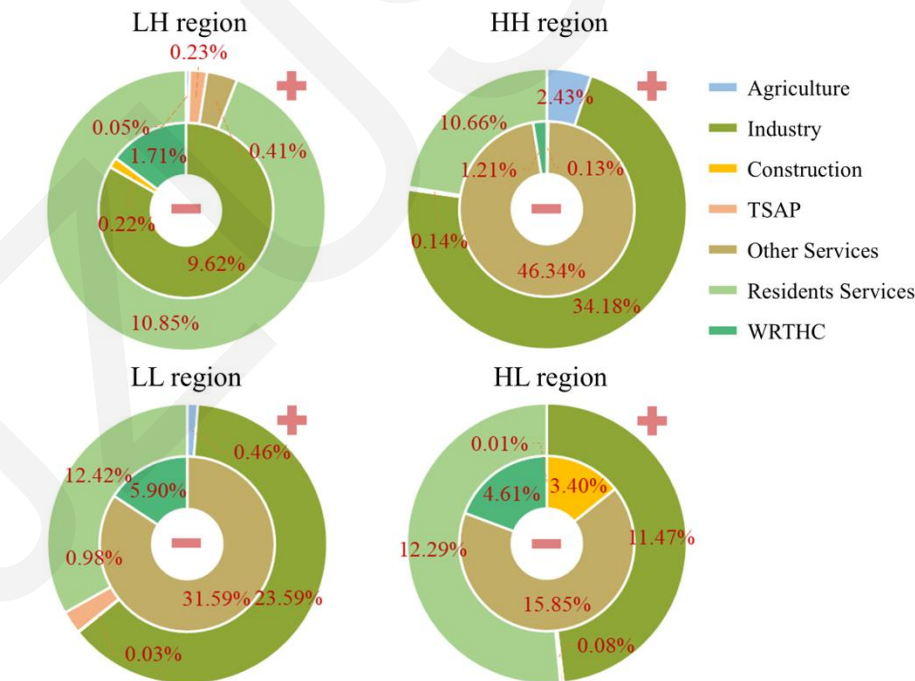 LH region
HH region
0.23%
0.05%
1.71%
0.41%
0.22%
9.62%
10.85%
2.43%
10.66%
1.21%
0.13%
0.14%
46.34%
34.18%
Agriculture
Industry
Construction
TSAP
Other Services
Residents Services
WRTHC
LL region
HL region
0.46%
12.42%
5.90%
0.98%
31.59%
23.59%
0.03%
0.01%
4.61%
3.40%
11.47%
12.29%
15.85%
0.08%